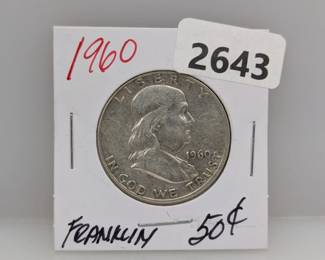 1960
2643
LIBERTY
1960
IN GOD WE TRUST
FRANKLIN 50¢